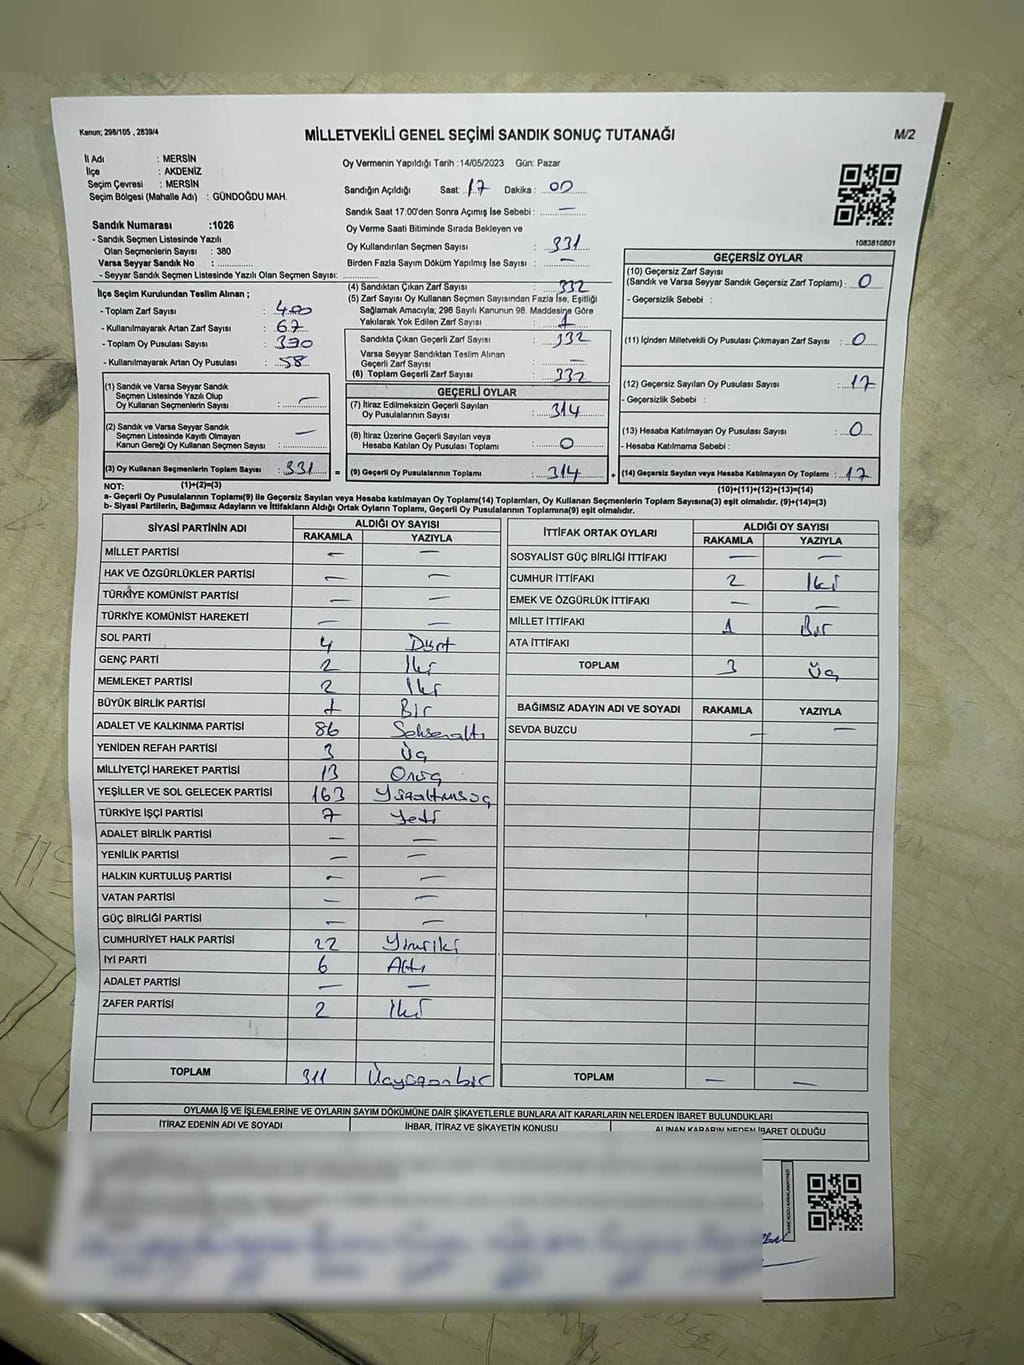 Kanun; 298/105 , 2839/4
MİLLETVEKİLİ GENEL SEÇİMİ SANDIK SONUÇ TUTANAĞI
M/2
İl Adı : MERSİN
İlçe : AKDENİZ
Seçim Çevresi : MERSİN
Seçim Bölgesi (Mahalle Adı) : GÜNDOĞDU MAH.
Sandık Numarası :1026
- Sandık Seçmen Listesinde Yazılı
Olan Seçmenlerin Sayısı : 380
Varsa Seyyar Sandık No :
- Seyyar Sandık Seçmen Listesinde Yazılı Olan Seçmen Sayısı:
Oy Vermenin Yapıldığı Tarih :14/05/2023 Gün: Pazar
Sandığın Açıldığı Saat: 17 Dakika : 00
Sandık Saat 17:00'den Sonra Açımış İse Sebebi : —
Oy Verme Saati Bitiminde Sırada Bekleyen ve
Oy Kullandırılan Seçmen Sayısı : 331
Birden Fazla Sayım Döküm Yapılmış İse Sayısı : —
1083810801
İlçe Seçim Kurulundan Teslim Alınan ;
- Toplam Zarf Sayısı : 400
- Kullanılmayarak Artan Zarf Sayısı : 67
- Toplam Oy Pusulası Sayısı : 390
- Kullanılmayarak Artan Oy Pusulası : 58
(1) Sandık ve Varsa Seyyar Sandık
Seçmen Listesinde Yazılı Olup
Oy Kullanan Seçmenlerin Sayısı : —
(2) Sandık ve Varsa Seyyar Sandık
Seçmen Listesinde Kayıtlı Olmayan
Kanun Gereği Oy Kullanan Seçmen Sayısı : —
(3) Oy Kullanan Seçmenlerin Toplam Sayısı : 331
(4) Sandıktan Çıkan Zarf Sayısı : 332
(5) Zarf Sayısı Oy Kullanan Seçmen Sayısından Fazla İse, Eşitliği
Sağlamak Amacıyla; 298 Sayılı Kanunun 98. Maddesine Göre
Yakılarak Yok Edilen Zarf Sayısı : 1
Sandıkta Çıkan Geçerli Zarf Sayısı : 332
Varsa Seyyar Sandıktan Teslim Alınan
Geçerli Zarf Sayısı : —
(6) Toplam Geçerli Zarf Sayısı : 332
GEÇERLİ OYLAR
(7) İtiraz Edilmeksizin Geçerli Sayılan
Oy Pusulalarının Sayısı : 314
(8) İtiraz Üzerine Geçerli Sayılan veya
Hesaba Katılan Oy Pusulası Toplamı : 0
= (9) Geçerli Oy Pusulalarının Toplamı : 314 +
GEÇERSİZ OYLAR
(10) Geçersiz Zarf Sayısı
(Sandık ve Varsa Seyyar Sandık Geçersiz Zarf Toplamı) : 0
- Geçersizlik Sebebi :
(11) İçinden Milletvekili Oy Pusulası Çıkmayan Zarf Sayısı : 0
(12) Geçersiz Sayılan Oy Pusulası Sayısı : 17
- Geçersizlik Sebebi :
(13) Hesaba Katılmayan Oy Pusulası Sayısı : 0
- Hesaba Katılmama Sebebi :
(14) Geçersiz Sayılan veya Hesaba Katılmayan Oy Toplamı : 17
NOT: (1)+(2)=(3) (10)+(11)+(12)+(13)=(14)
a- Geçerli Oy Pusulalarının Toplamı(9) ile Geçersiz Sayılan veya Hesaba katılmayan Oy Toplamı(14) Toplamları, Oy Kullanan Seçmenlerin Toplam Sayısına(3) eşit olmalıdır. (9)+(14)=(3)
b- Siyasi Partilerin, Bağımsız Adayların ve İttifakların Aldığı Ortak Oyların Toplamı, Geçerli Oy Pusulalarının Toplamına(9) eşit olmalıdır.
SİYASİ PARTİNİN ADI ALDIĞI OY SAYISI
RAKAMLA YAZIYLA
MİLLET PARTİSİ — —
HAK VE ÖZGÜRLÜKLER PARTİSİ — —
TÜRKİYE KOMÜNİST PARTİSİ — —
TÜRKİYE KOMÜNİST HAREKETİ — —
SOL PARTİ 4 Dört
GENÇ PARTİ 2 İki
MEMLEKET PARTİSİ 2 İki
BÜYÜK BİRLİK PARTİSİ 1 Bir
ADALET VE KALKINMA PARTİSİ 86 Seksenaltı
YENİDEN REFAH PARTİSİ 3 Üç
MİLLİYETÇİ HAREKET PARTİSİ 13 Onüç
YEŞİLLER VE SOL GELECEK PARTİSİ 163 Yüzaltmışüç
TÜRKİYE İŞÇİ PARTİSİ 7 Yedi
ADALET BİRLİK PARTİSİ — —
YENİLİK PARTİSİ — —
HALKIN KURTULUŞ PARTİSİ — —
VATAN PARTİSİ — —
GÜÇ BİRLİĞİ PARTİSİ — —
CUMHURİYET HALK PARTİSİ 22 Yirmiiki
İYİ PARTİ 6 Altı
ADALET PARTİSİ — —
ZAFER PARTİSİ 2 İki
TOPLAM 311 Üçyüzonbir
İTTİFAK ORTAK OYLARI ALDIĞI OY SAYISI
RAKAMLA YAZIYLA
SOSYALİST GÜÇ BİRLİĞİ İTTİFAKI — —
CUMHUR İTTİFAKI 2 İki
EMEK VE ÖZGÜRLÜK İTTİFAKI — —
MİLLET İTTİFAKI 1 Bir
ATA İTTİFAKI
TOPLAM 3 Üç
BAĞIMSIZ ADAYIN ADI VE SOYADI RAKAMLA YAZIYLA
SEVDA BUZCU — —
TOPLAM — —
OYLAMA İŞ VE İŞLEMLERİNE VE OYLARIN SAYIM DÖKÜMÜNE DAİR ŞİKAYETLERLE BUNLARA AİT KARARLARIN NELERDEN İBARET BULUNDUKLARI
İTİRAZ EDENİN ADI VE SOYADI İHBAR, İTİRAZ VE ŞİKAYETİN KONUSU ALINAN KARARIN NEDEN İBARET OLDUĞU